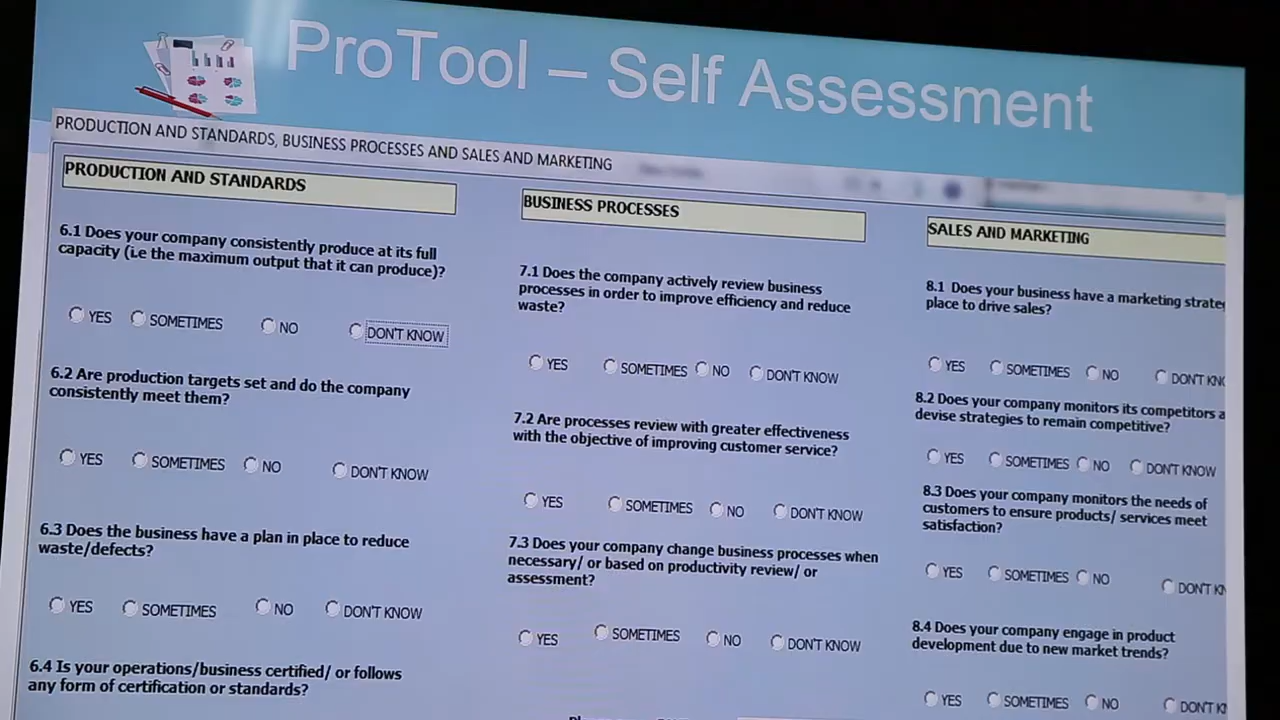 ProTool – Self Assessment
PRODUCTION AND STANDARDS, BUSINESS PROCESSES AND SALES AND MARKETING
PRODUCTION AND STANDARDS
6.1 Does your company consistently produce at its full
capacity (i.e the maximum output that it can produce)?
YES SOMETIMES NO DON'T KNOW
6.2 Are production targets set and do the company
consistently meet them?
YES SOMETIMES NO DON'T KNOW
6.3 Does the business have a plan in place to reduce
waste/defects?
YES SOMETIMES NO DON'T KNOW
6.4 Is your operations/business certified/ or follows
any form of certification or standards?
BUSINESS PROCESSES
7.1 Does the company actively review business
processes in order to improve efficiency and reduce
waste?
YES SOMETIMES NO DON'T KNOW
7.2 Are processes review with greater effectiveness
with the objective of improving customer service?
YES SOMETIMES NO DON'T KNOW
7.3 Does your company change business processes when
necessary/ or based on productivity review/ or
assessment?
YES SOMETIMES NO DON'T KNOW
SALES AND MARKETING
8.1 Does your business have a marketing
place to drive sales?
YES SOMETIMES NO DON'T
8.2 Does your company monitors its competitors
devise strategies to remain competitive?
YES SOMETIMES NO DON'T KNOW
8.3 Does your company monitors the needs of
customers to ensure products/ services meet
satisfaction?
YES SOMETIMES NO DON'T
8.4 Does your company engage in product
development due to new market trends?
YES SOMETIMES NO DON'T